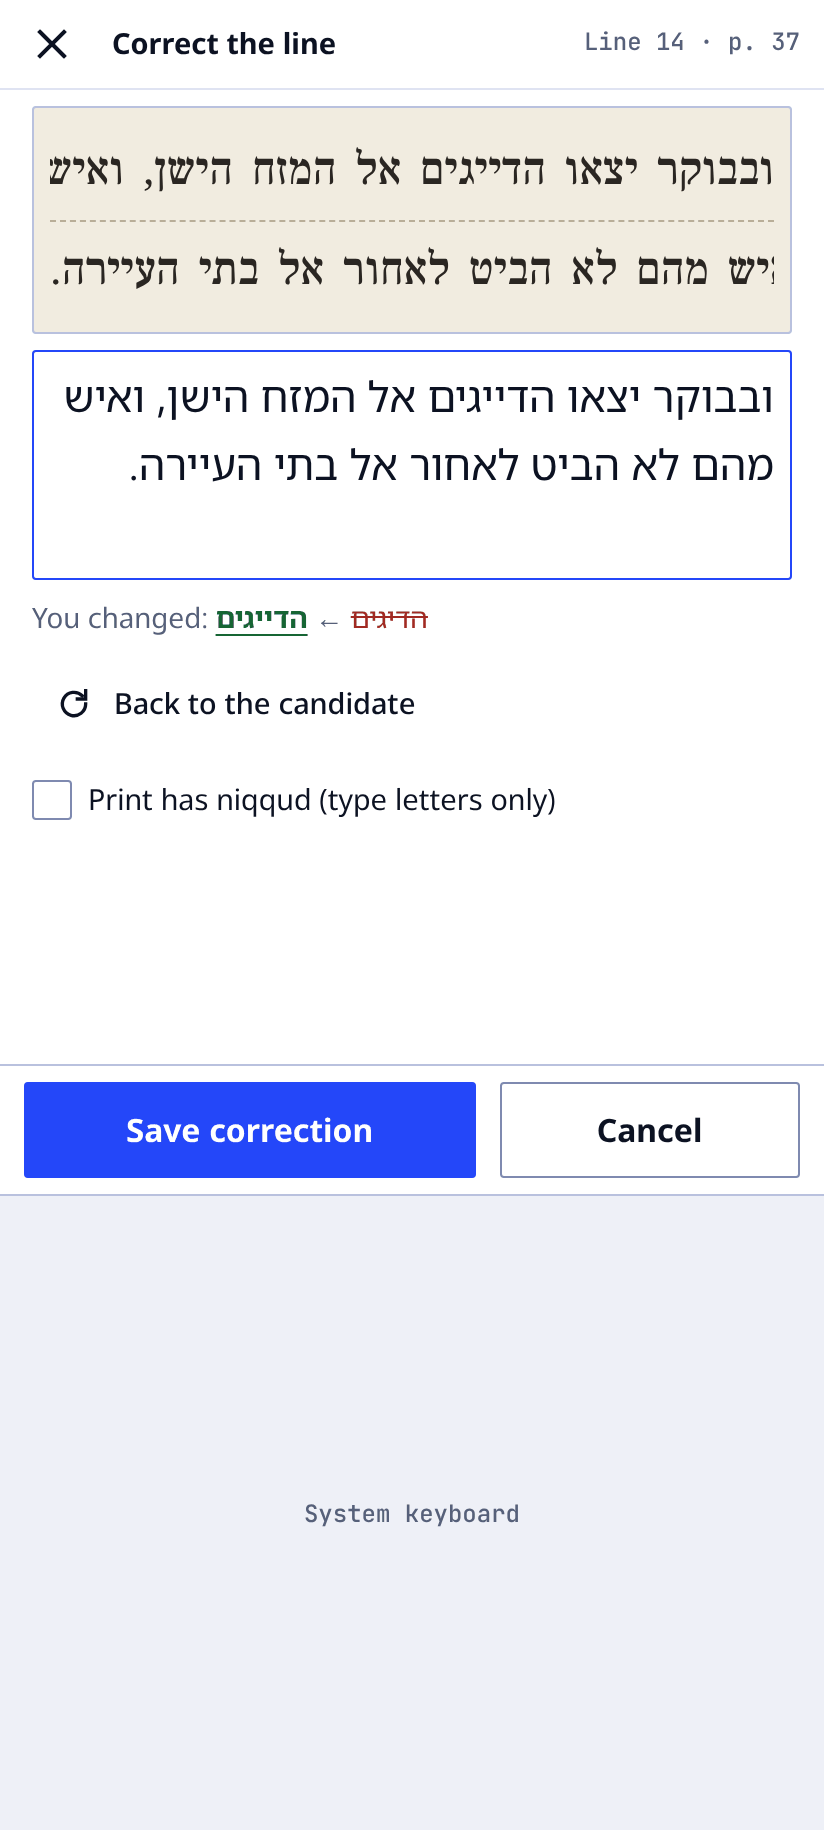 Correct the line
Line 14 · p. 37
ובבוקר יצאו הדייגים אל המזח הישן, ואיש
יש מהם לא הביט לאחור אל בתי העיירה.
ובבוקר יצאו הדייגים אל המזח הישן, ואיש
מהם לא הביט לאחור אל בתי העיירה.
You changed: הדיגים ← הדייגים
Back to the candidate
Print has niqqud (type letters only)
Save correction
Cancel
System keyboard